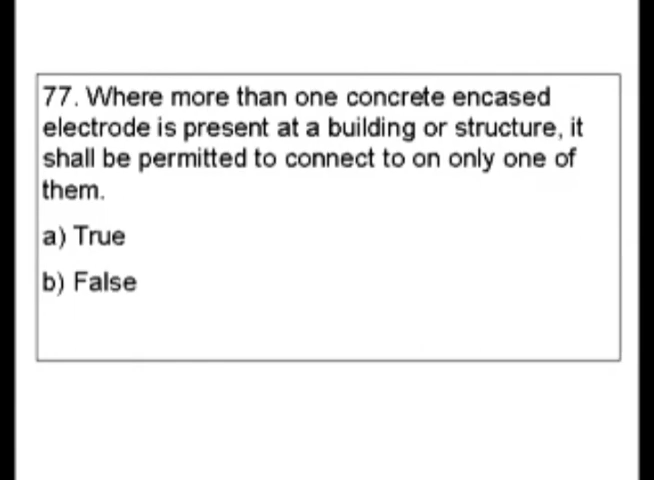 77. Where more than one concrete encased
electrode is present at a building or structure, it
shall be permitted to connect to on only one of
them.
a) True
b) False